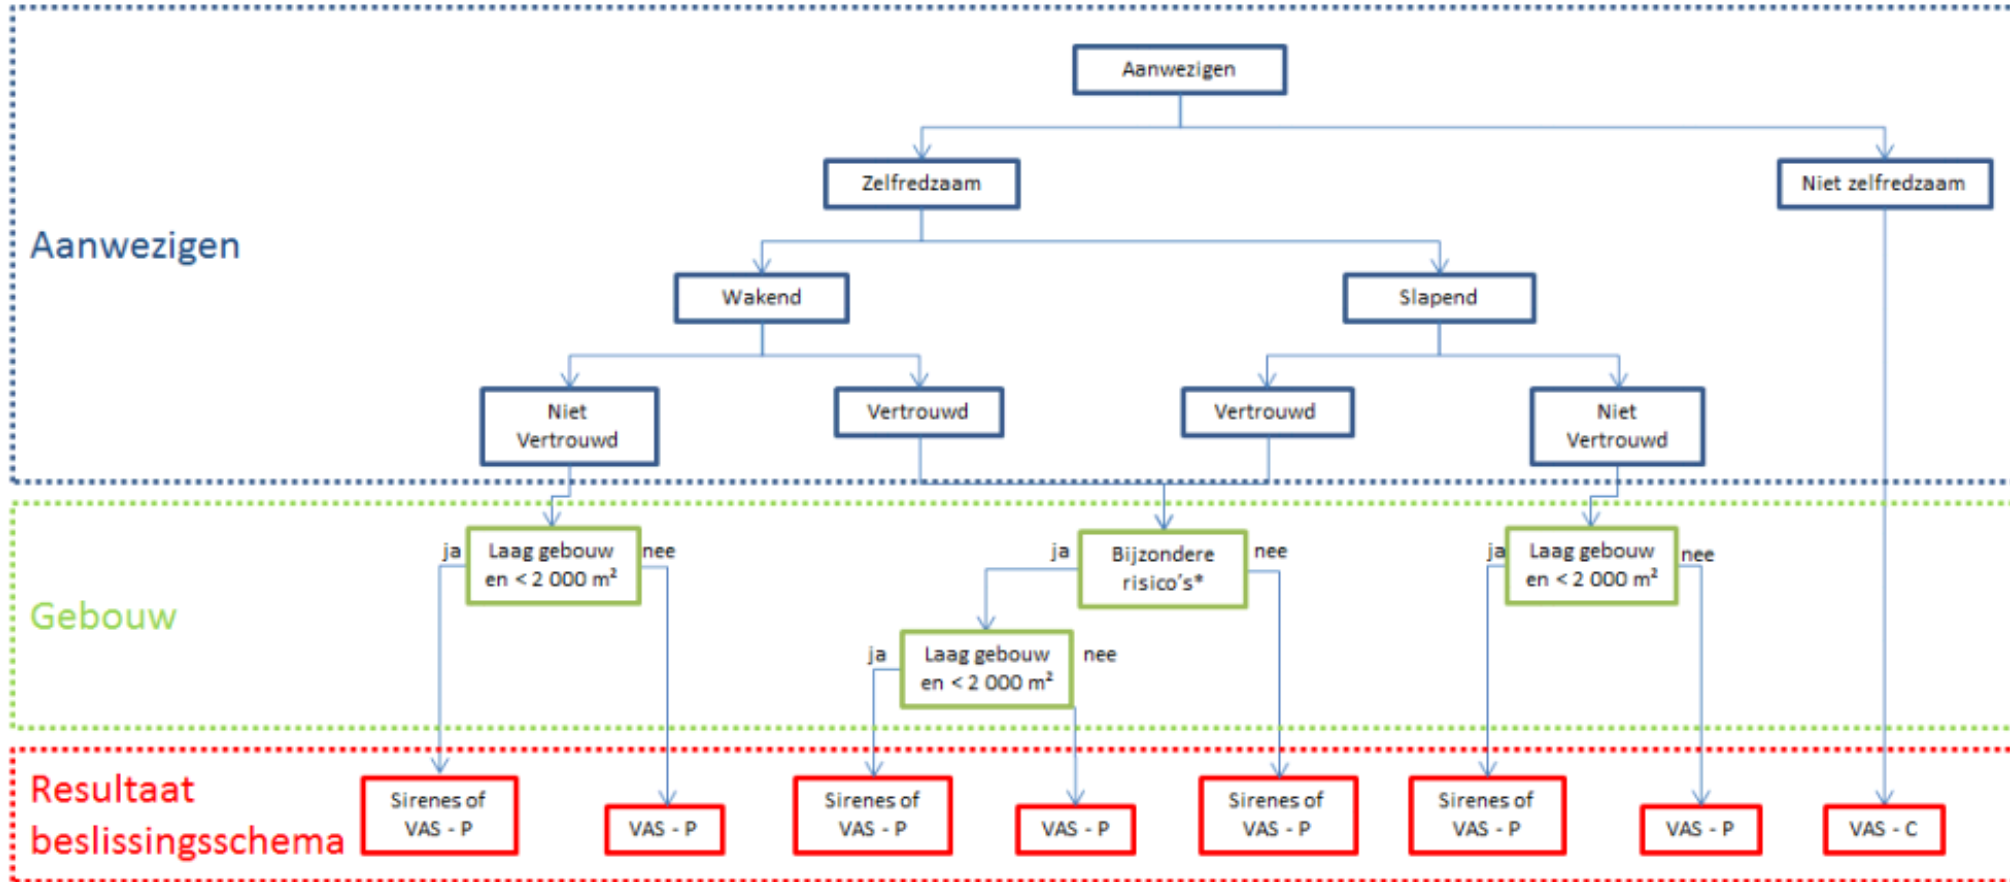 Aanwezigen
Aanwezigen
Zelfredzaam
Niet zelfredzaam
Wakend
Slapend
Niet
Vertrouwd
Vertrouwd
Vertrouwd
Niet
Vertrouwd
Gebouw
ja
Laag gebouw
en < 2 000 m²
nee
ja
Bijzondere
risico's*
nee
ja
Laag gebouw
en < 2 000 m²
nee
ja
Laag gebouw
en < 2 000 m²
nee
Resultaat
beslissingsschema
Sirenes of
VAS - P
VAS - P
Sirenes of
VAS - P
VAS - P
Sirenes of
VAS - P
Sirenes of
VAS - P
VAS - P
VAS - C